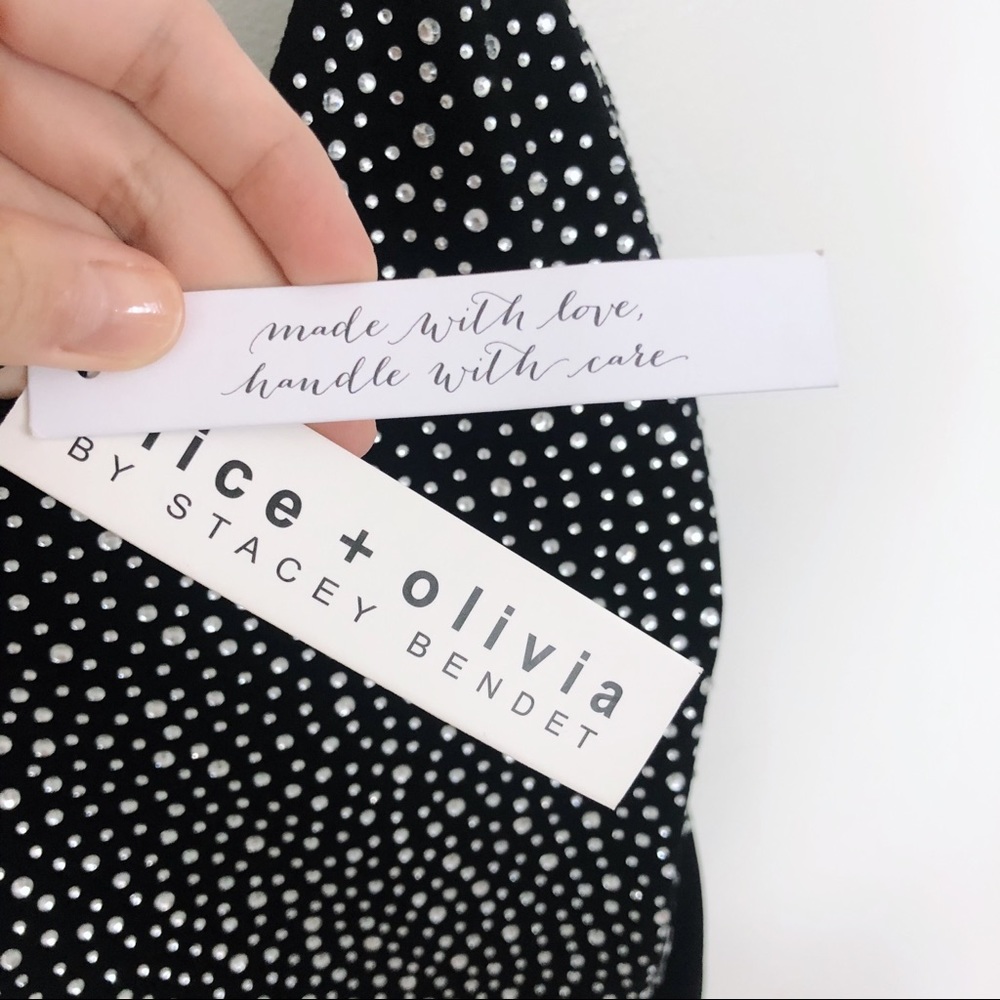 made with love,
handle with care
lice + olivia
BY STACEY BENDET